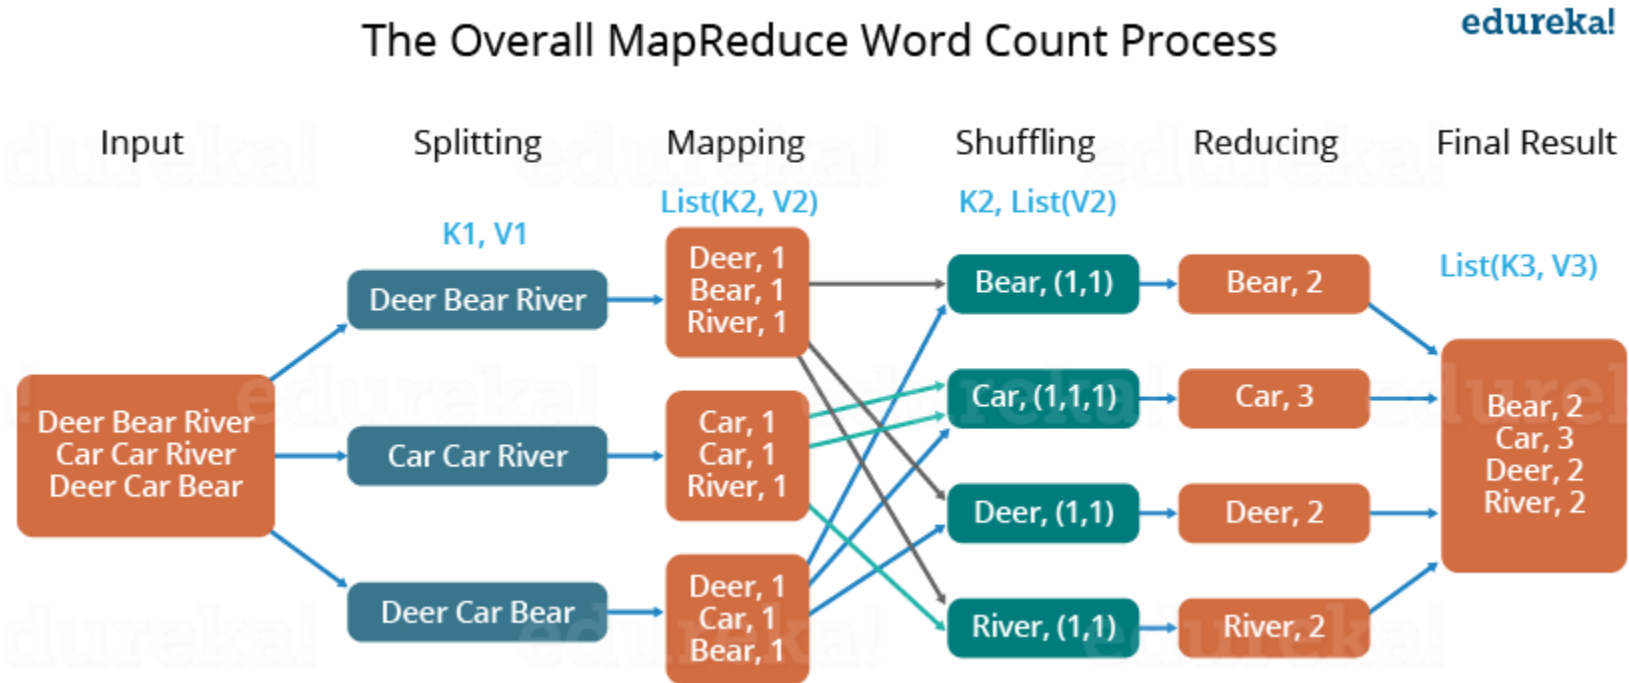 The Overall MapReduce Word Count Process
edureka!
Input
Splitting
Mapping
Shuffling
Reducing
Final Result
K1, V1
List(K2, V2)
K2, List(V2)
List(K3, V3)
Deer Bear River
Car Car River
Deer Car Bear
Deer Bear River
Car Car River
Deer Car Bear
Deer, 1
Bear, 1
River, 1
Car, 1
Car, 1
River, 1
Deer, 1
Car, 1
Bear, 1
Bear, (1,1)
Car, (1,1,1)
Deer, (1,1)
River, (1,1)
Bear, 2
Car, 3
Deer, 2
River, 2
Bear, 2
Car, 3
Deer, 2
River, 2